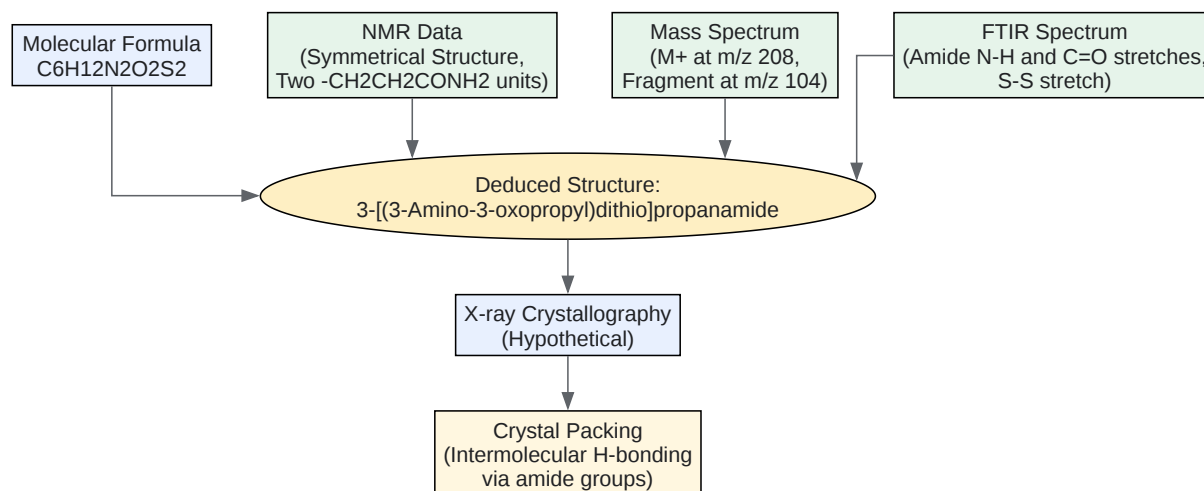 Molecular Formula
C6H12N2O2S2
NMR Data
(Symmetrical Structure,
Two -CH2CH2CONH2 units)
Mass Spectrum
(M+ at m/z 208,
Fragment at m/z 104)
FTIR Spectrum
(Amide N-H and C=O stretches,
S-S stretch)
Deduced Structure:
3-[(3-Amino-3-oxopropyl)dithio]propanamide
X-ray Crystallography
(Hypothetical)
Crystal Packing
(Intermolecular H-bonding
via amide groups)